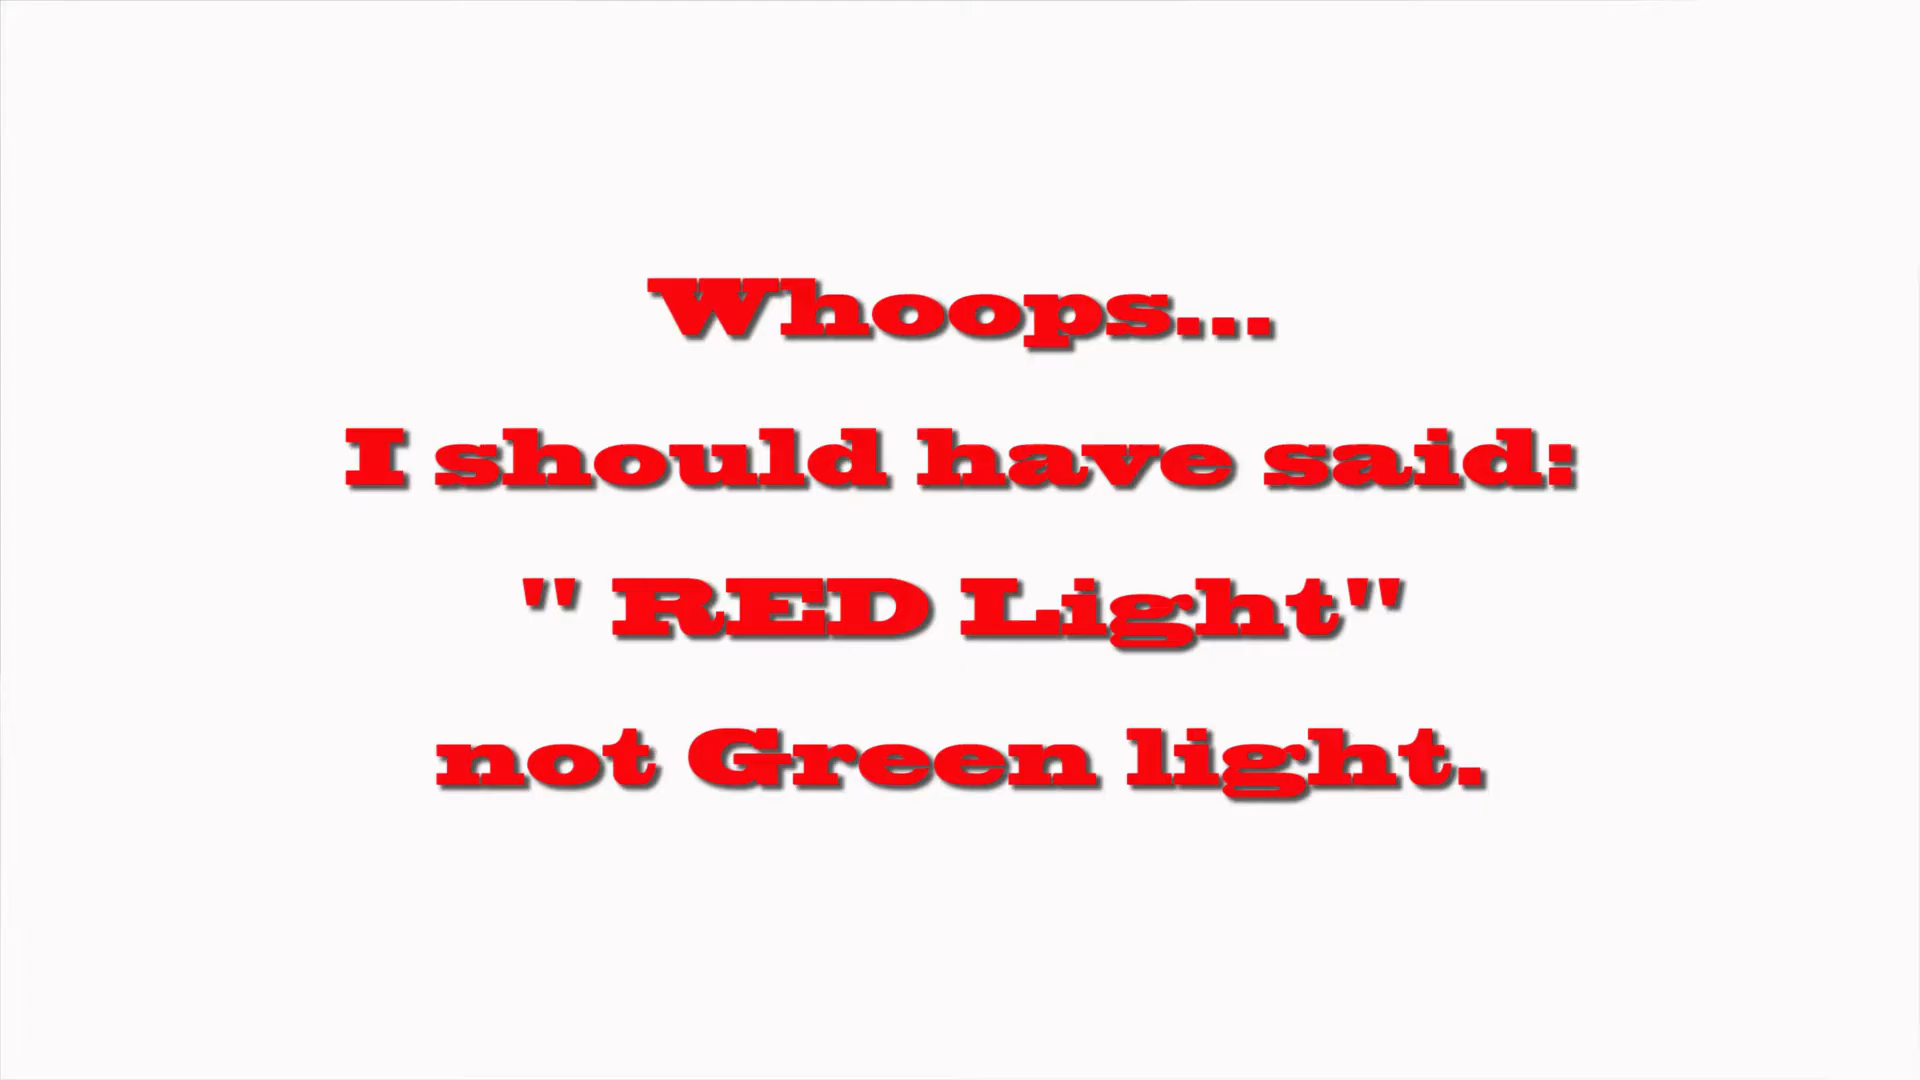 Whoops...
I should have said:
" RED Light"
not Green light.